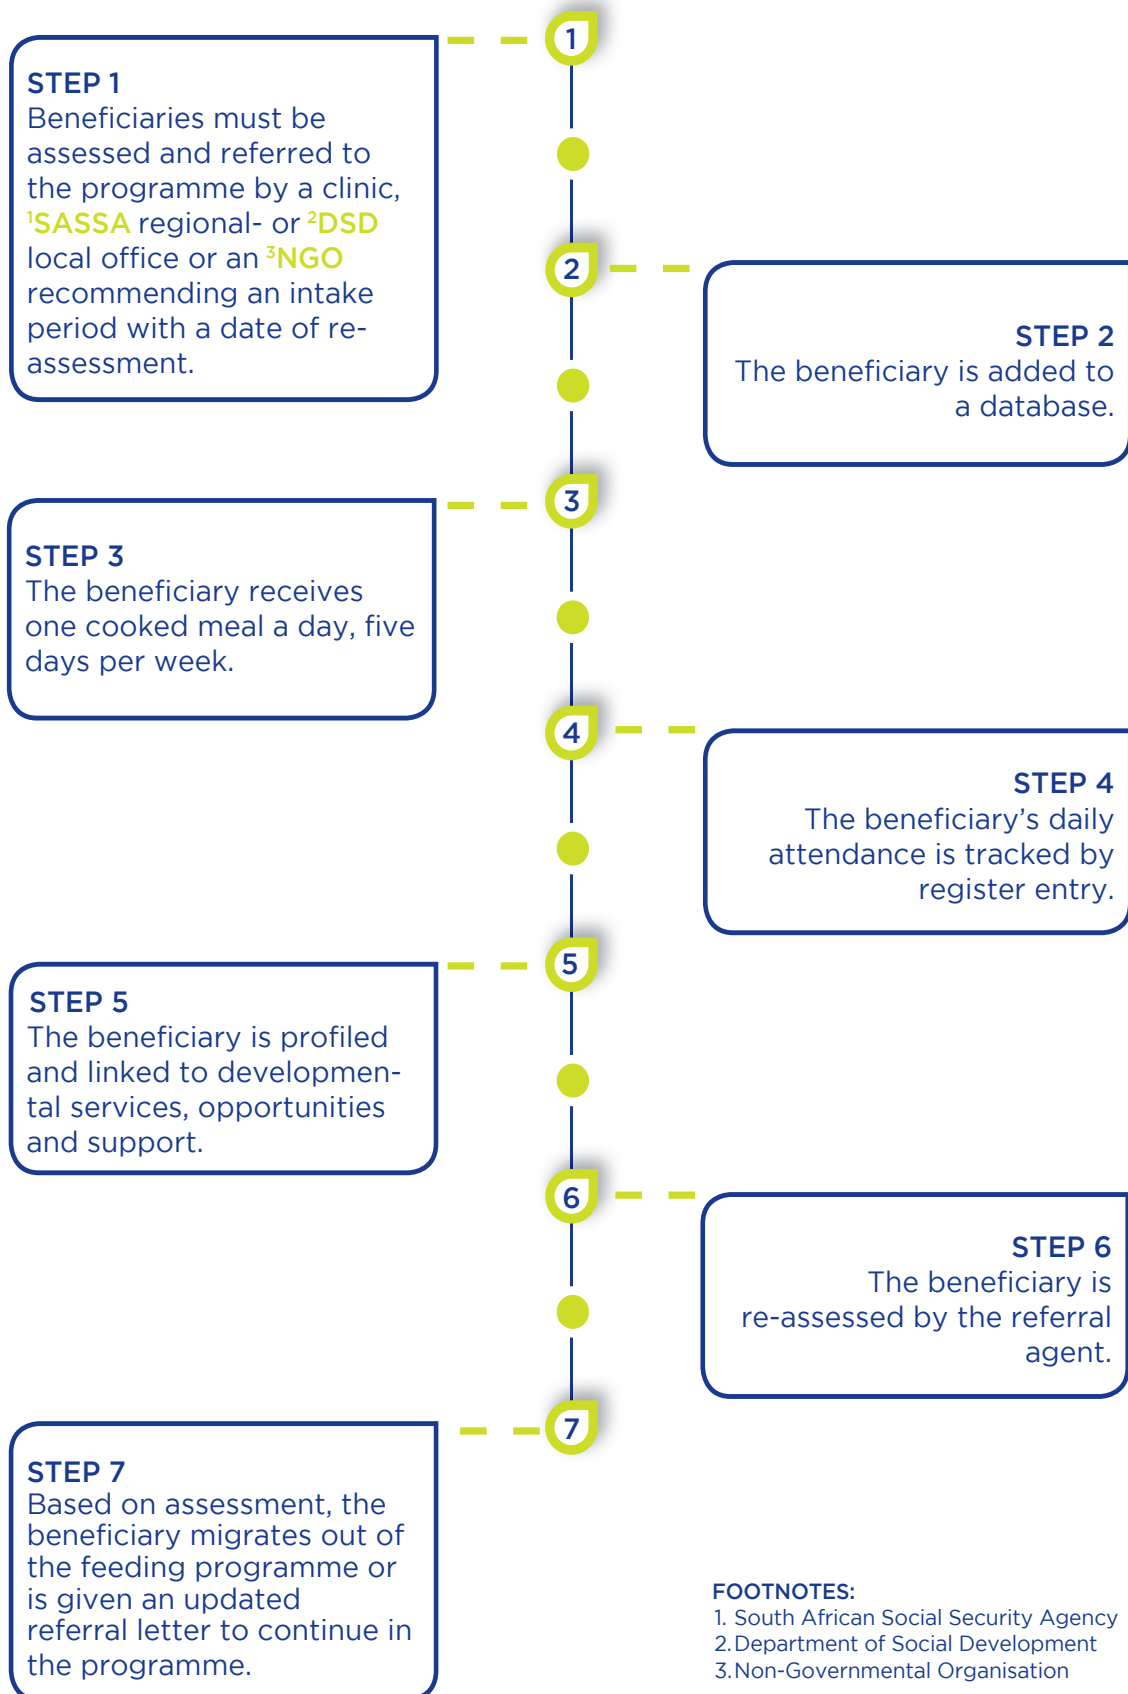 1
STEP 1
Beneficiaries must be
assessed and referred to
the programme by a clinic,
¹SASSA regional- or ²DSD
local office or an ³NGO
recommending an intake
period with a date of re-
assessment.
2
STEP 2
The beneficiary is added to
a database.
3
STEP 3
The beneficiary receives
one cooked meal a day, five
days per week.
4
STEP 4
The beneficiary’s daily
attendance is tracked by
register entry.
5
STEP 5
The beneficiary is profiled
and linked to developmen-
tal services, opportunities
and support.
6
STEP 6
The beneficiary is
re-assessed by the referral
agent.
7
STEP 7
Based on assessment, the
beneficiary migrates out of
the feeding programme or
is given an updated
referral letter to continue in
the programme.
FOOTNOTES:
1. South African Social Security Agency
2. Department of Social Development
3. Non-Governmental Organisation